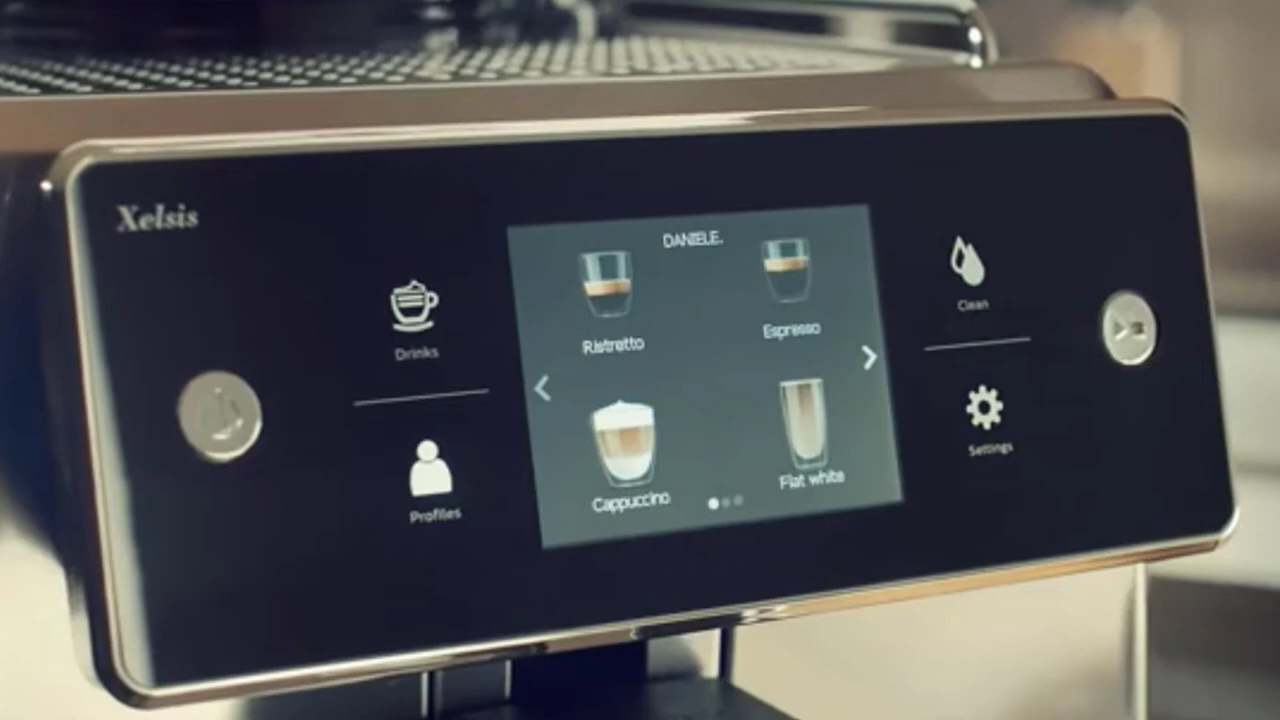 Xelsis
Drinks
Profiles
DANIELE.
Ristretto
Espresso
Cappuccino
Flat white
Clean
Settings